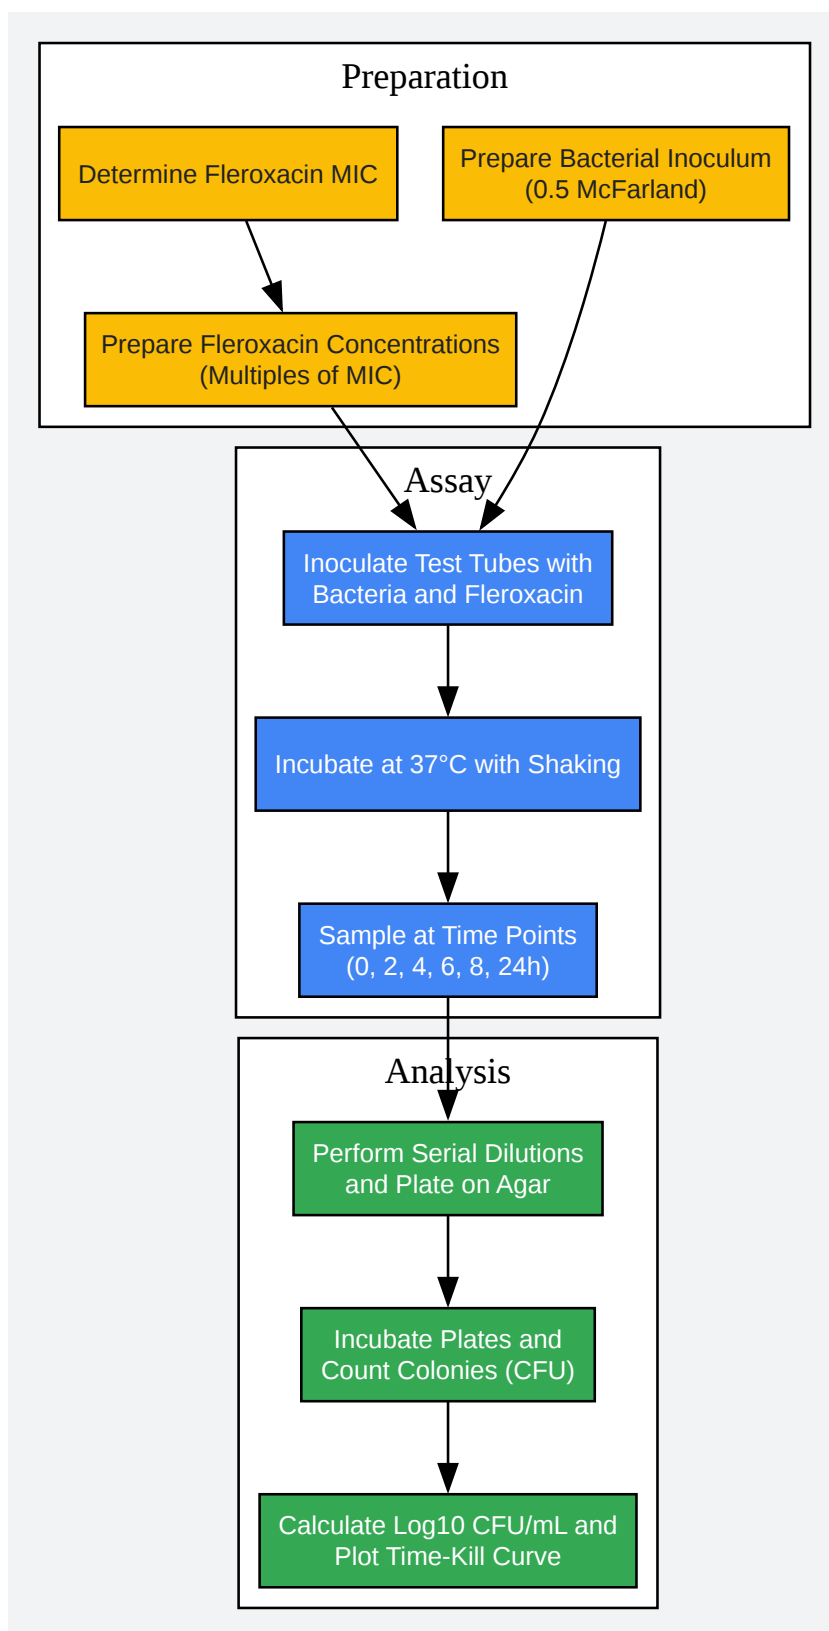 Preparation
Determine Fleroxacin MIC
Prepare Bacterial Inoculum
(0.5 McFarland)
Prepare Fleroxacin Concentrations
(Multiples of MIC)
Assay
Inoculate Test Tubes with
Bacteria and Fleroxacin
Incubate at 37°C with Shaking
Sample at Time Points
(0, 2, 4, 6, 8, 24h)
Analysis
Perform Serial Dilutions
and Plate on Agar
Incubate Plates and
Count Colonies (CFU)
Calculate Log10 CFU/mL and
Plot Time-Kill Curve